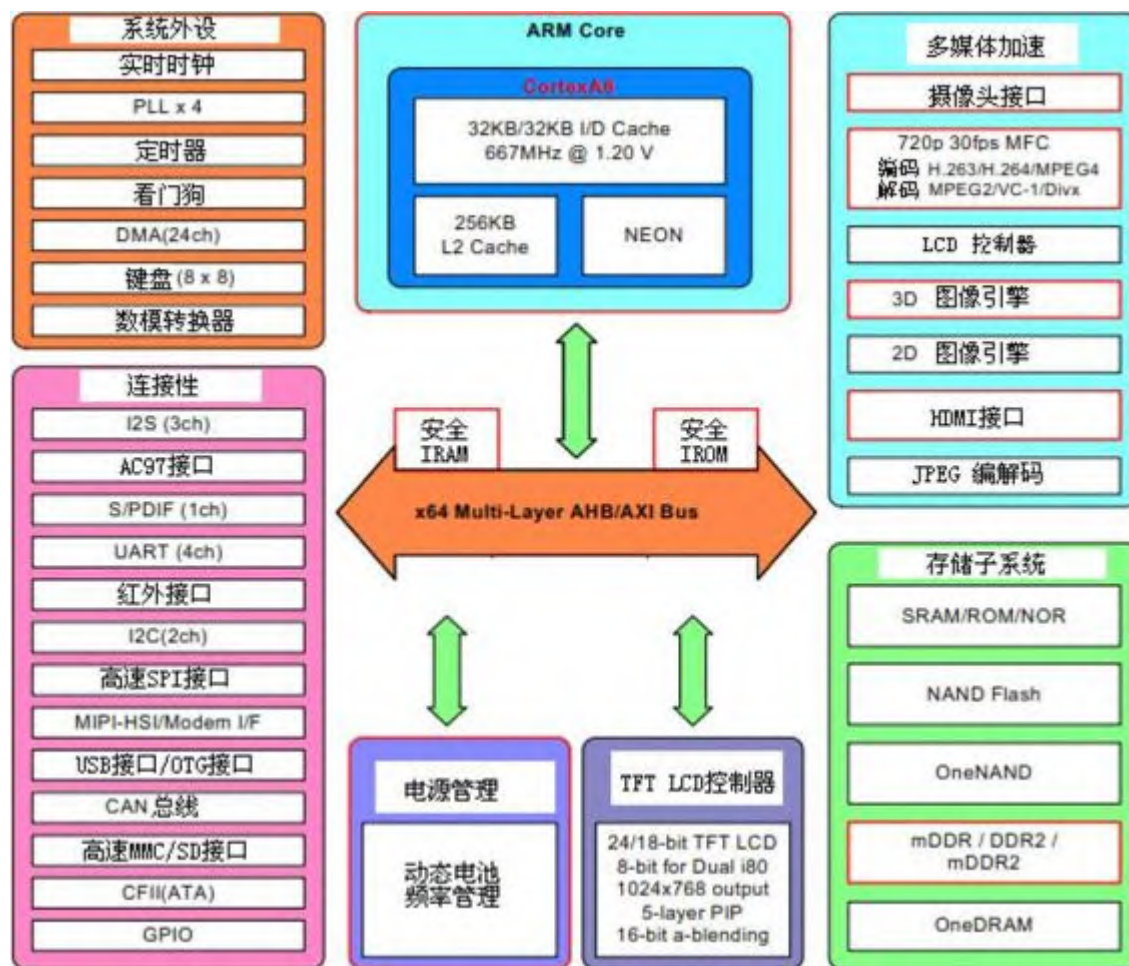 系统外设
实时时钟
PLL x 4
定时器
看门狗
DMA(24ch)
键盘 (8 x 8)
数模转换器
连接性
I2S (3ch)
AC97接口
S/PDIF (1ch)
UART (4ch)
红外接口
I2C(2ch)
高速SPI接口
MIPI-HSI/Modem I/F
USB接口/OTG接口
CAN 总线
高速MMC/SD接口
CFII(ATA)
GPIO
ARM Core
CortexA8
32KB/32KB I/D Cache
667MHz @ 1.20 V
256KB
L2 Cache
NEON
安全
IRAM
安全
IROM
x64 Multi-Layer AHB/AXI Bus
电源管理
动态电池
频率管理
TFT LCD控制器
24/18-bit TFT LCD
8-bit for Dual i80
1024x768 output
5-layer PIP
16-bit a-blending
多媒体加速
摄像头接口
720p 30fps MFC
编码 H.263/H.264/MPEG4
解码 MPEG2/VC-1/Divx
LCD 控制器
3D 图像引擎
2D 图像引擎
HDMI接口
JPEG 编解码
存储子系统
SRAM/ROM/NOR
NAND Flash
OneNAND
mDDR / DDR2 /
mDDR2
OneDRAM